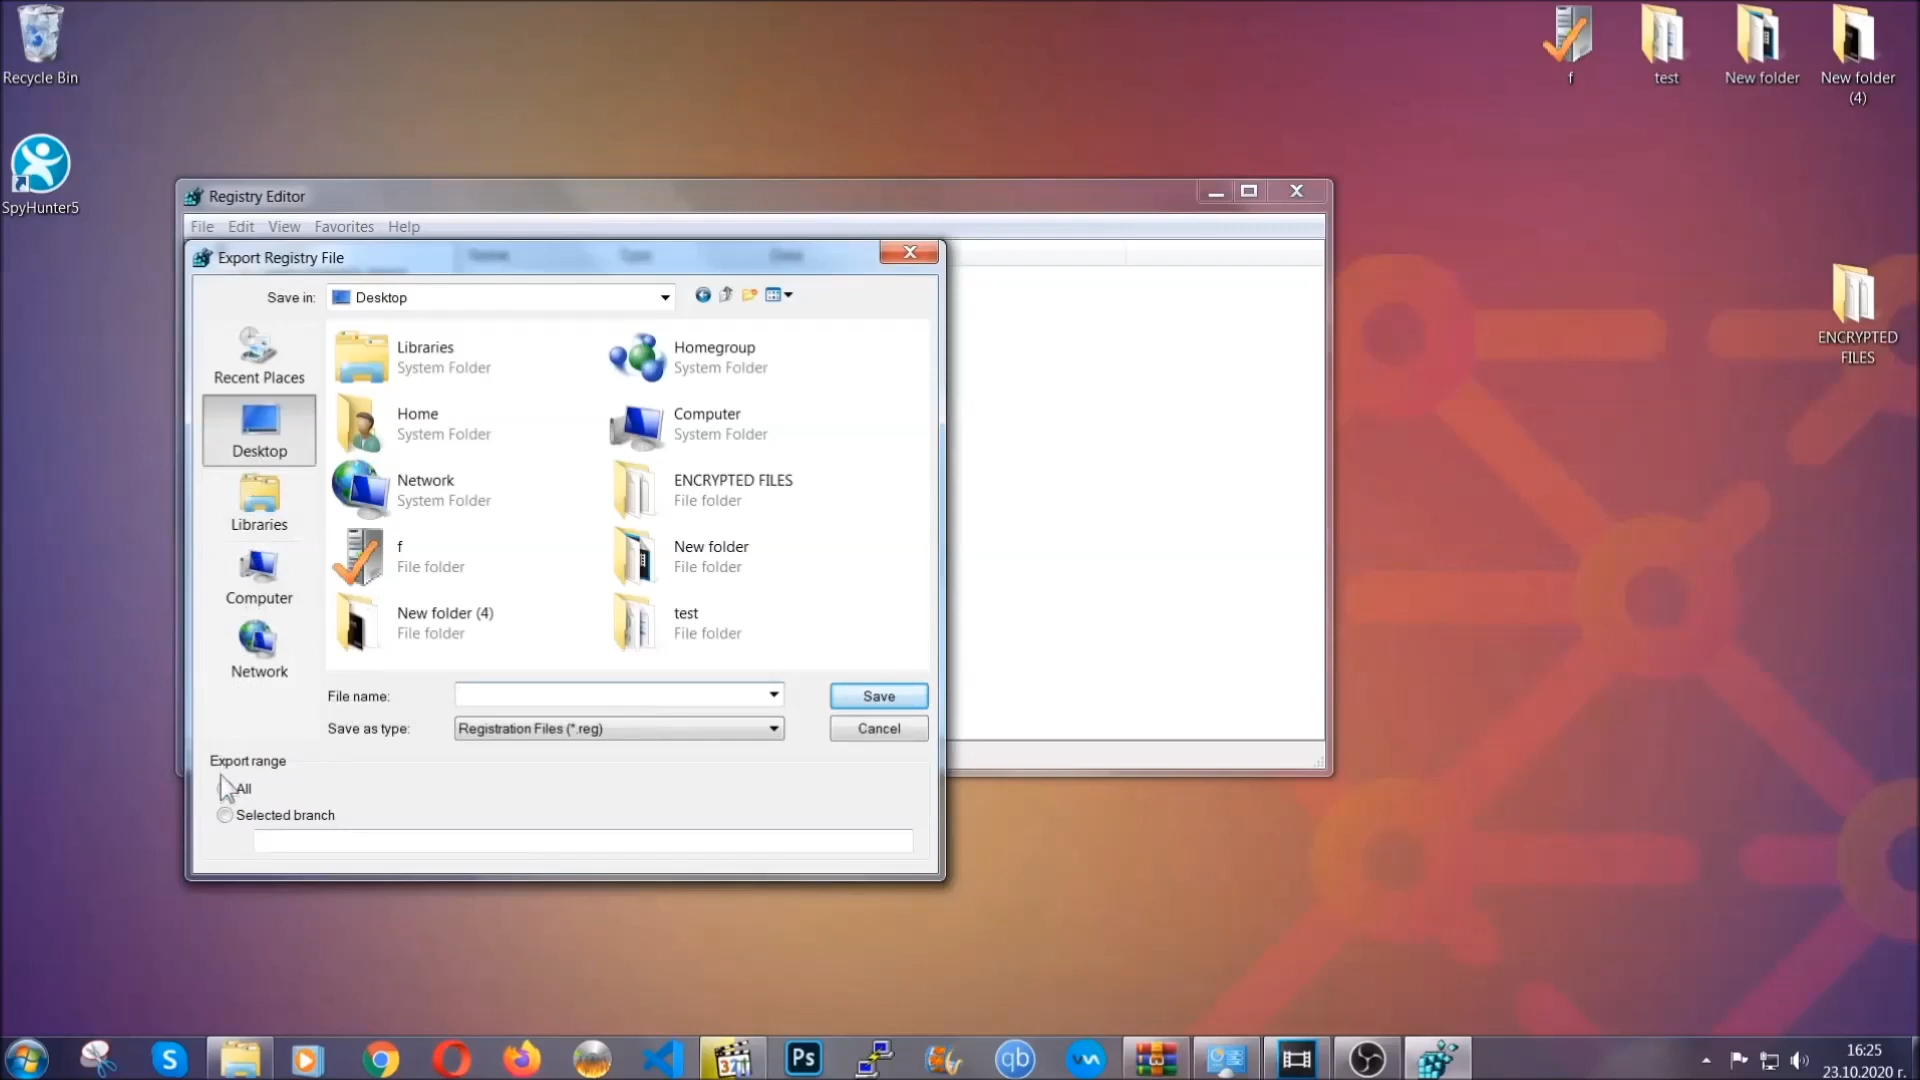 Recycle Bin
SpyHunter5
f
test
New folder
New folder
(4)
ENCRYPTED
FILES
Registry Editor
File Edit View Favorites Help
Export Registry File
Save in:
Desktop
Recent Places
Desktop
Libraries
Computer
Network
Libraries
System Folder
Homegroup
System Folder
Home
System Folder
Computer
System Folder
Network
System Folder
ENCRYPTED FILES
File folder
f
File folder
New folder
File folder
New folder (4)
File folder
test
File folder
File name:
Save
Save as type:
Registration Files (*.reg)
Cancel
Export range
All
Selected branch
S
321
Ps
qb
16:25
23.10.2020 г.